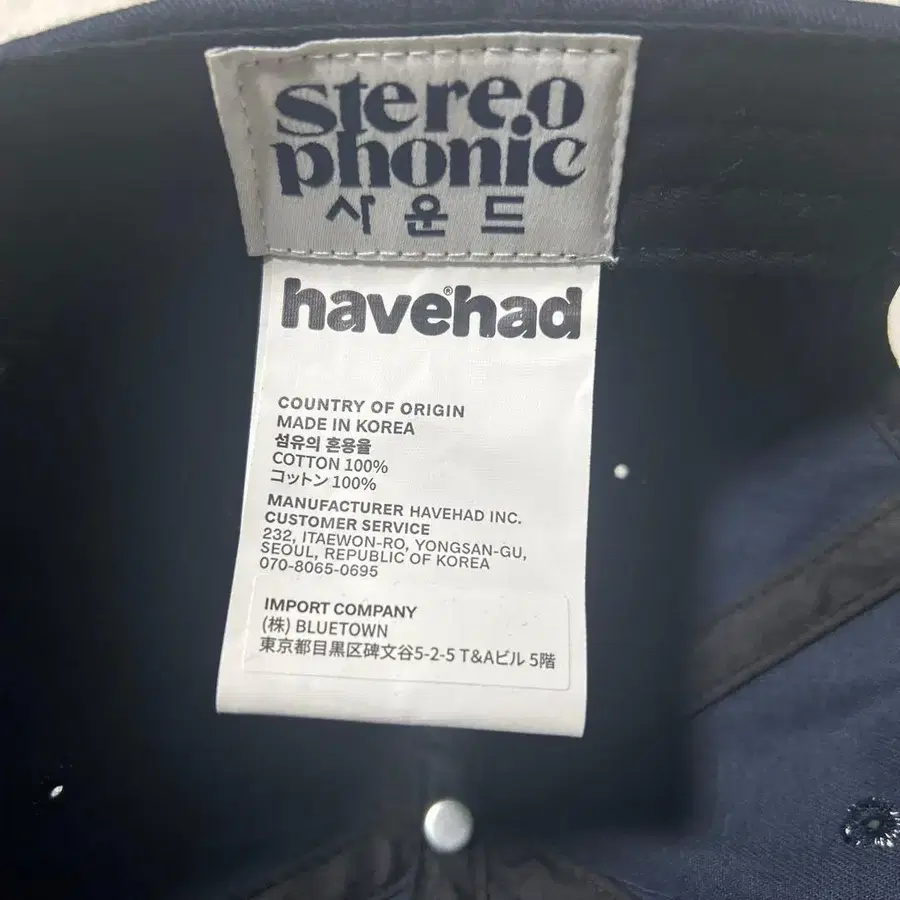 stereo
phonic
사운드
havehad®
COUNTRY OF ORIGIN
MADE IN KOREA
섬유의 혼용율
COTTON 100%
コットン 100%
MANUFACTURER HAVEHAD INC.
CUSTOMER SERVICE
232, ITAEWON-RO, YONGSAN-GU,
SEOUL, REPUBLIC OF KOREA
070-8065-0695
IMPORT COMPANY
(株) BLUETOWN
東京都目黒区碑文谷5-2-5 T&Aビル 5階